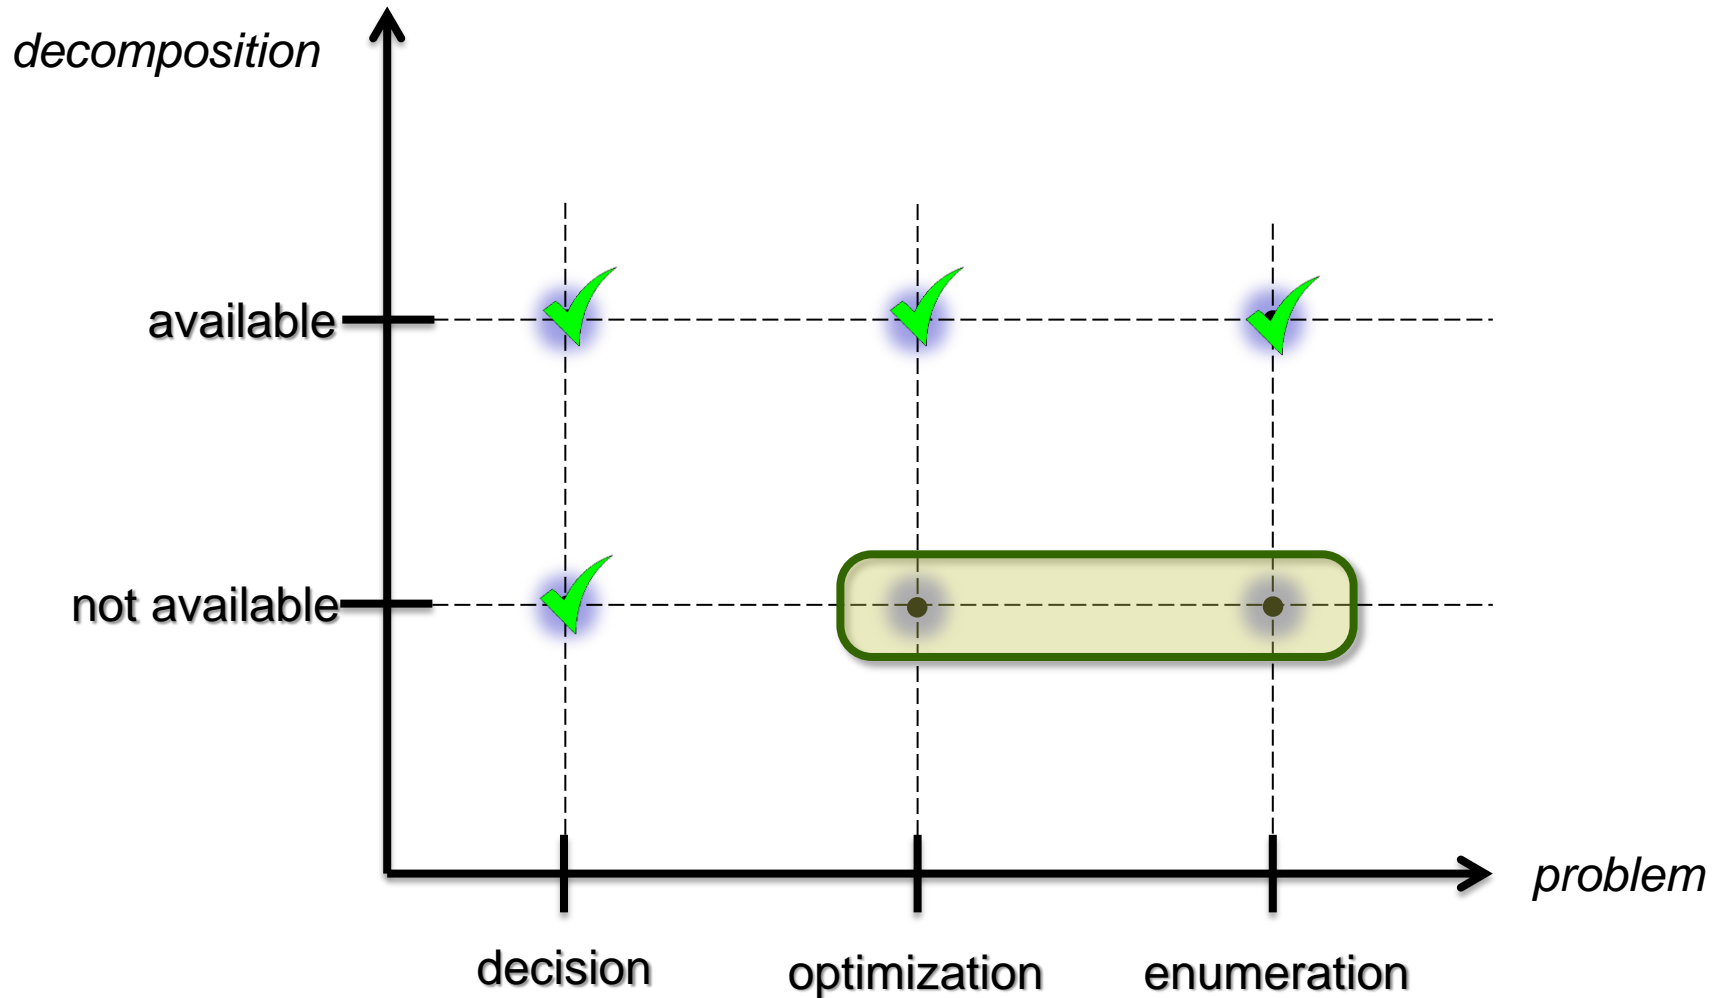 decomposition
available
not available
problem
decision
optimization
enumeration